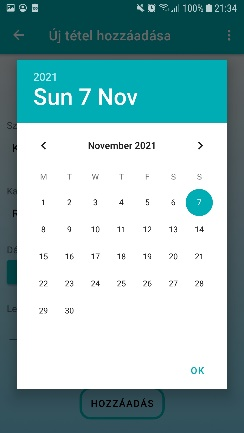 100% 21:34
Új tétel hozzáadása
2021
Sun 7 Nov
November 2021
M T W T F S S
1 2 3 4 5 6 7
8 9 10 11 12 13 14
15 16 17 18 19 20 21
22 23 24 25 26 27 28
29 30
OK
HOZZÁADÁS